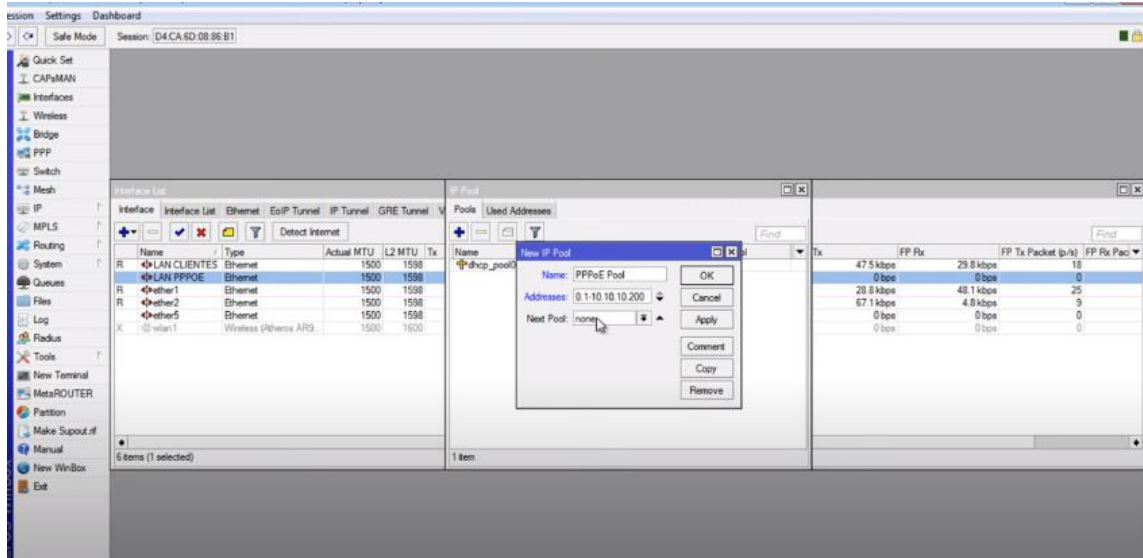 ession Settings Dashboard
Safe Mode Session: D4:CA:6D:08:86:B1
Quick Set
CAPsMAN
Interfaces
Wireless
Bridge
PPP
Switch
Mesh
IP
MPLS
Routing
System
Queues
Files
Log
Radius
Tools
New Terminal
MetaROUTER
Partition
Make Supout.rif
Manual
New WinBox
Exit
Interface List
Interface Interface List Ethernet EoIP Tunnel IP Tunnel GRE Tunnel V
Detect Internet
Name Type Actual MTU L2 MTU Tx
R LAN CLIENTES Ethernet 1500 1598
LAN PPPOE Ethernet 1500 1598
R ether1 Ethernet 1500 1598
R ether2 Ethernet 1500 1598
ether5 Ethernet 1500 1598
X wlan1 Wireless (Atheros AR9... 1500 1600
6 items (1 selected)
IP Pool
Pools Used Addresses
Find
Name
dhcp_pool0
1 item
New IP Pool
Name: PPPoE Pool OK
Addresses: 0.1-10.10.10.200 Cancel
Next Pool: none Apply
Comment
Copy
Remove
Find
Tx FP Rx FP Tx Packet (p/s) FP Rx Pac
47.5 kbps 29.8 kbps 18
0 bps 0 bps 0
28.8 kbps 48.1 kbps 25
67.1 kbps 4.8 kbps 9
0 bps 0 bps 0
0 bps 0 bps 0